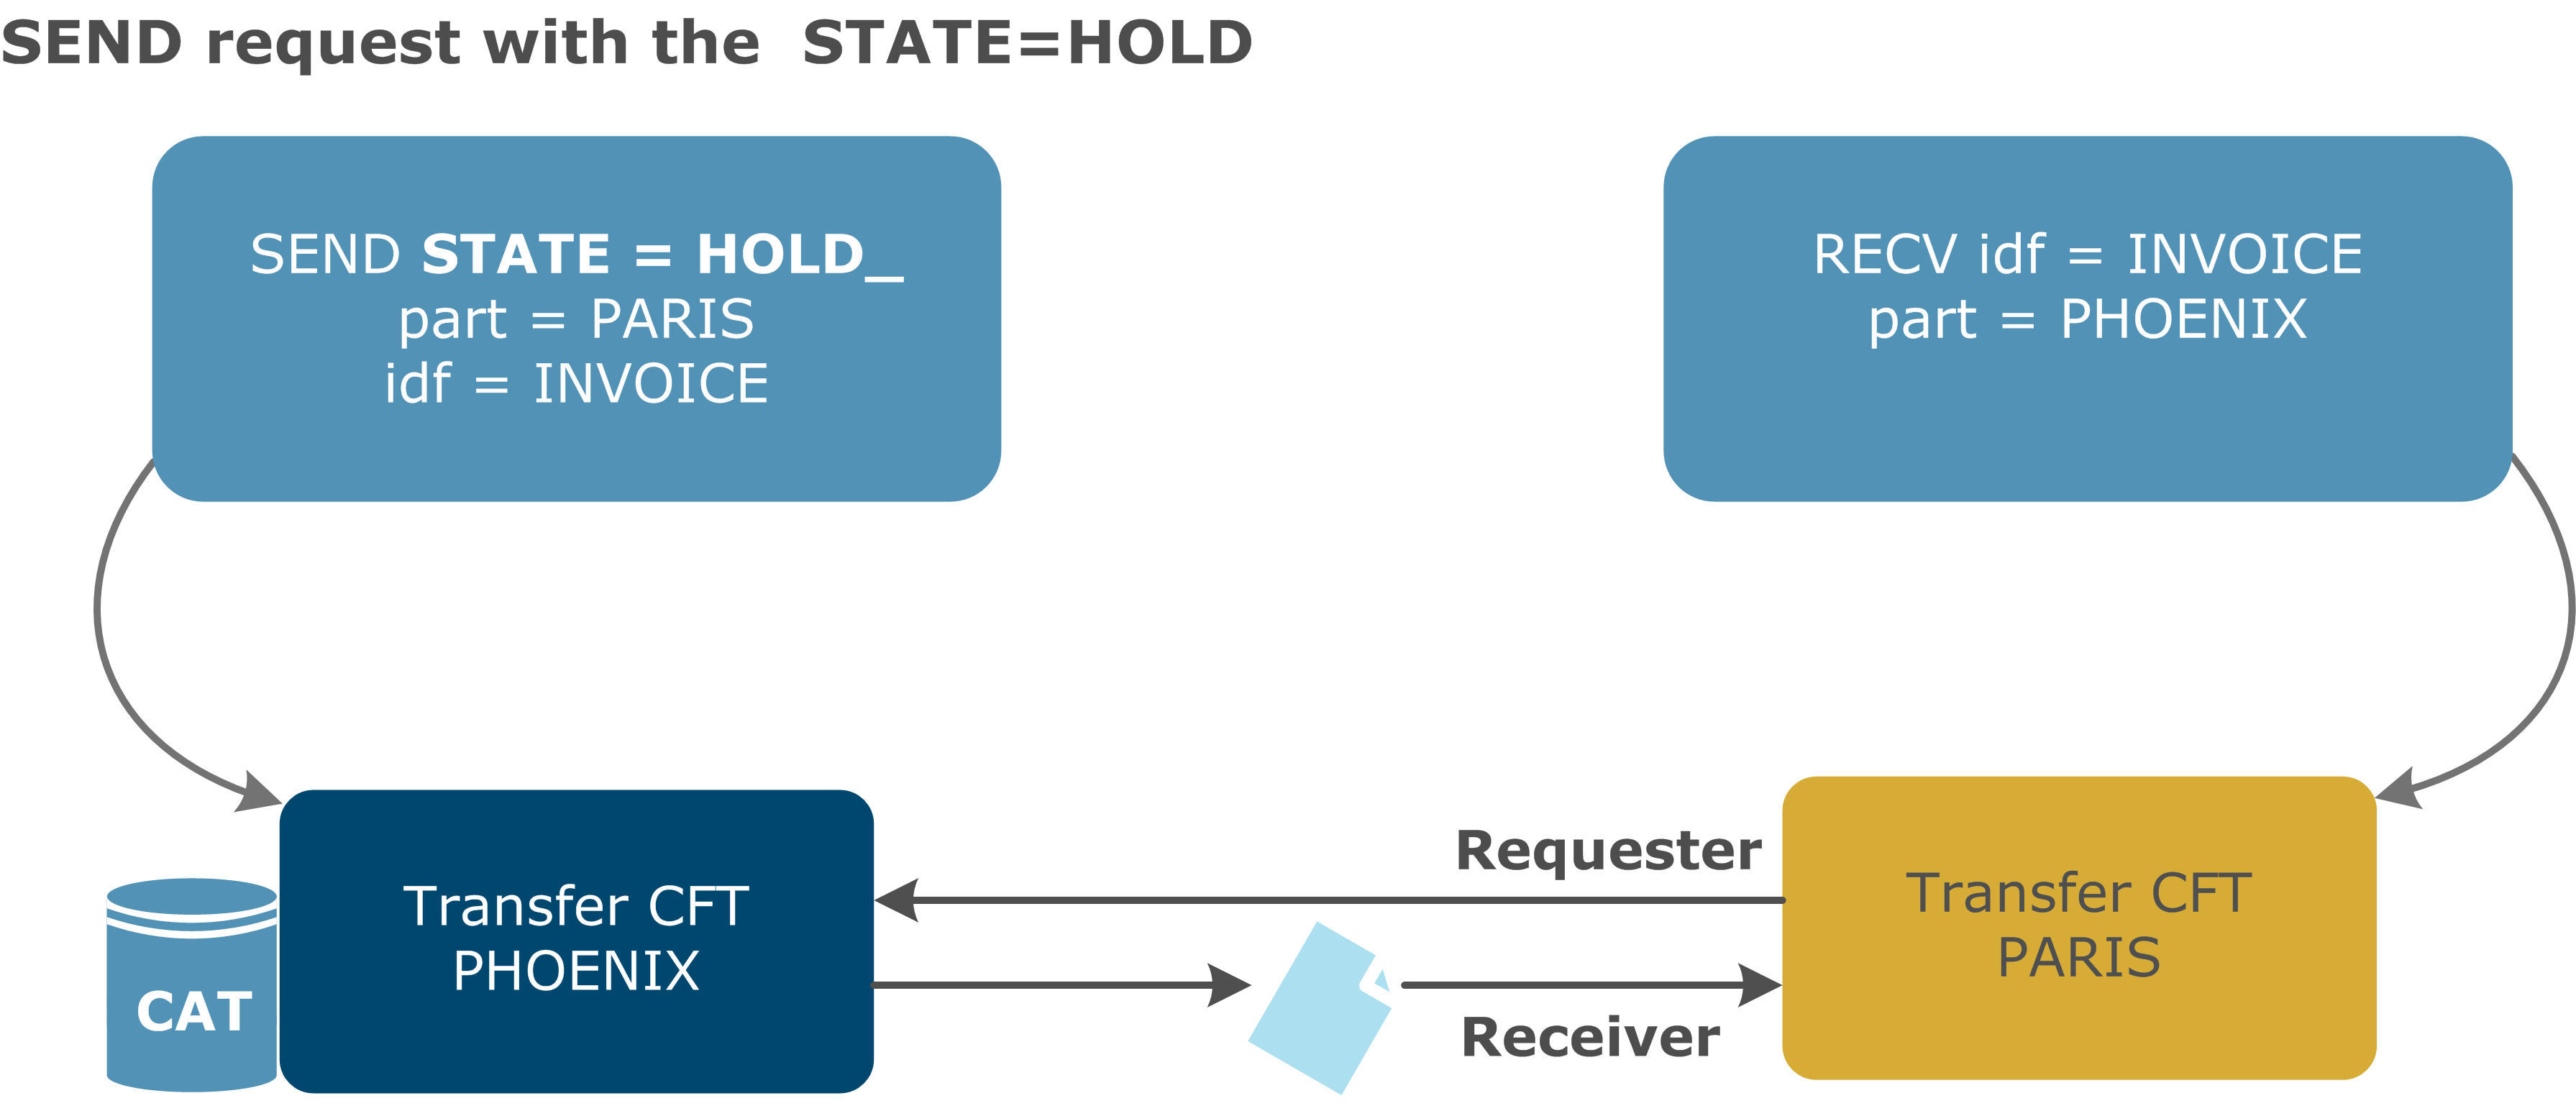 SEND request with the STATE=HOLD
SEND STATE = HOLD_
part = PARIS
idf = INVOICE
RECV idf = INVOICE
part = PHOENIX
CAT
Transfer CFT
PHOENIX
Requester
Receiver
Transfer CFT
PARIS